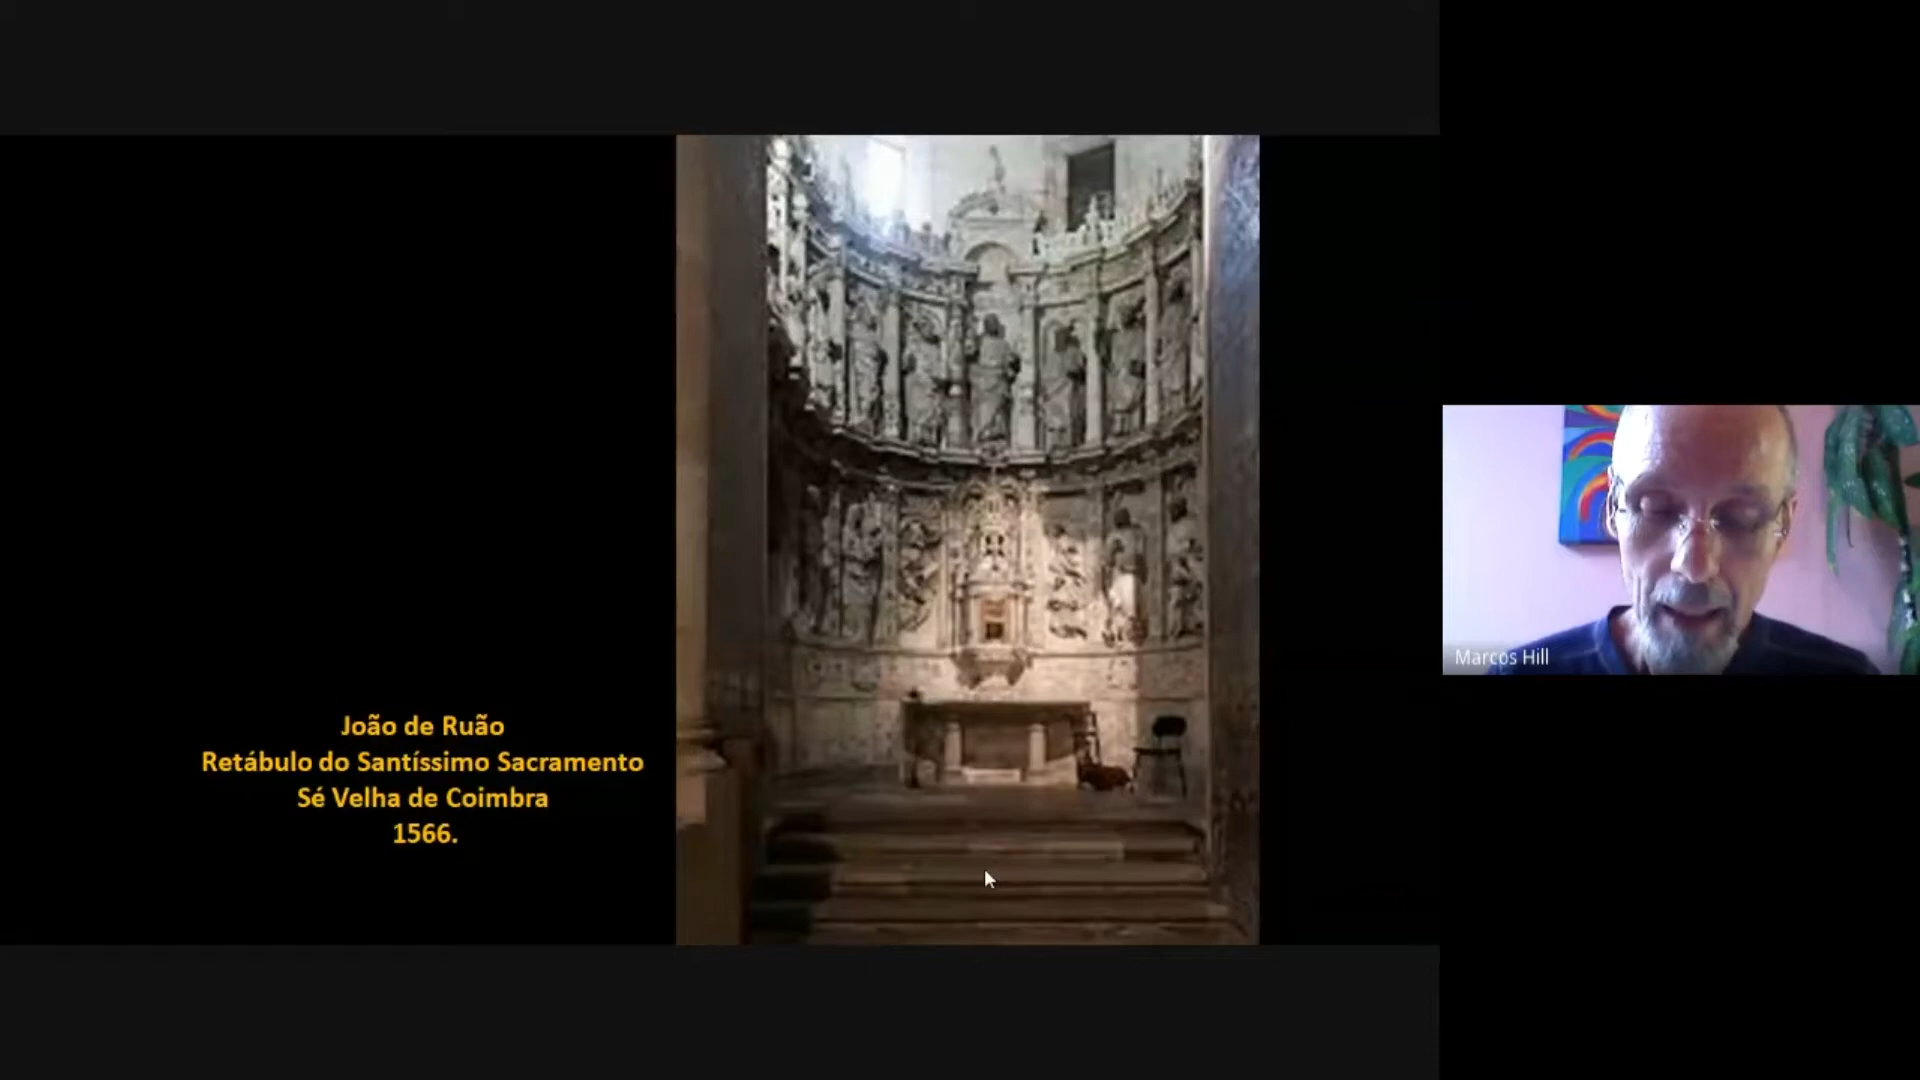 João de Ruão
Retábulo do Santíssimo Sacramento
Sé Velha de Coimbra
1566.
Marcos Hill